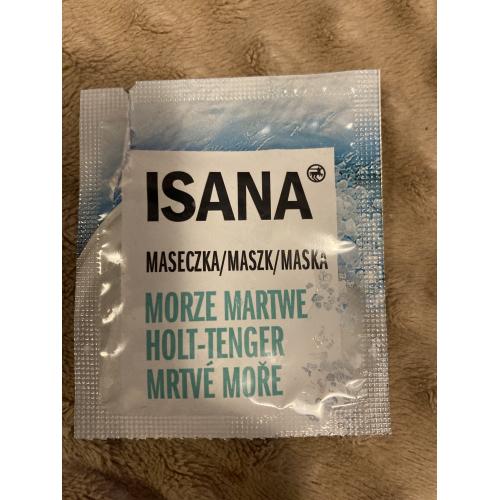 ISANA
MASECZKA/MASZK/MASKA
MORZE MARTWE
HOLT-TENGER
MRTVÉ MOŘE